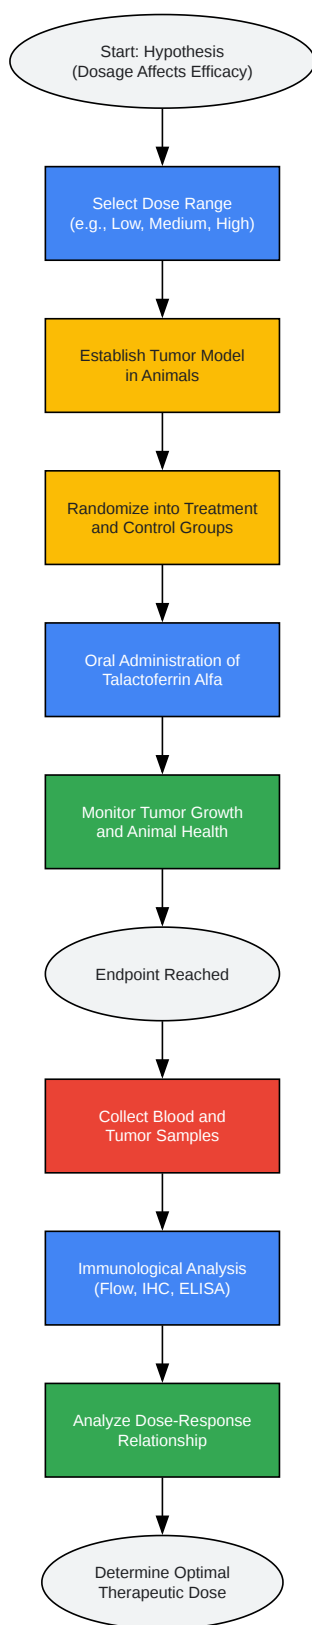 Start: Hypothesis
(Dosage Affects Efficacy)
Select Dose Range
(e.g., Low, Medium, High)
Establish Tumor Model
in Animals
Randomize into Treatment
and Control Groups
Oral Administration of
Talactoferrin Alfa
Monitor Tumor Growth
and Animal Health
Endpoint Reached
Collect Blood and
Tumor Samples
Immunological Analysis
(Flow, IHC, ELISA)
Analyze Dose-Response
Relationship
Determine Optimal
Therapeutic Dose